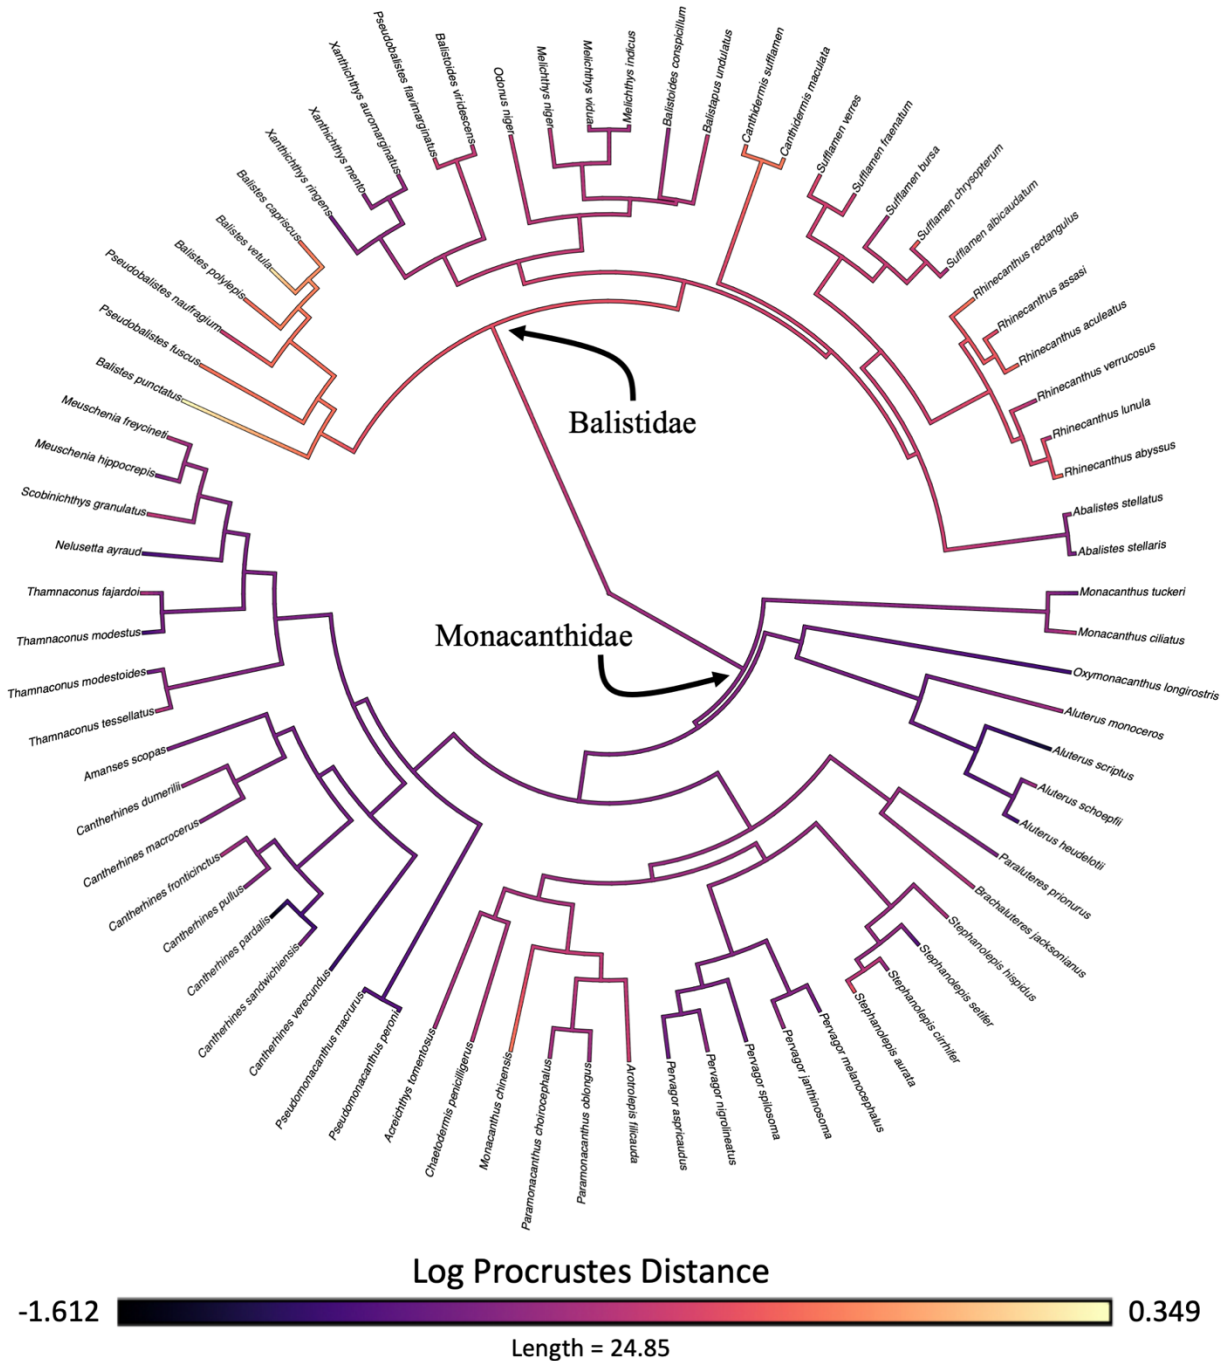 Pseudobalistes naufragium
Balistes polylepis
Balistes vetula
Balistes capriscus
Xanthichthys ringens
Xanthichthys mento
Xanthichthys auromarginatus
Pseudobalistes flavimarginatus
Balistoides viridescens
Odonus niger
Melichthys niger
Melichthys vidua
Melichthys indicus
Balistoides conspicillum
Balistapus undulatus
Canthidermis sufflamen
Canthidermis maculata
Sufflamen verres
Sufflamen fraenatum
Sufflamen bursa
Sufflamen chrysopterum
Sufflamen albicaudatum
Rhinecanthus rectangulus
Rhinecanthus assasi
Rhinecanthus aculeatus
Rhinecanthus verrucosus
Rhinecanthus lunula
Rhinecanthus abyssus
Abalistes stellatus
Abalistes stellaris
Monacanthus tuckeri
Monacanthus ciliatus
Oxymonacanthus longirostris
Aluterus monoceros
Aluterus scriptus
Aluterus schoepfii
Aluterus heudelotii
Paraluteres prionurus
Brachaluteres jacksonianus
Stephanolepis hispidus
Stephanolepis setifer
Stephanolepis cirrhifer
Stephanolepis aurata
Pervagor melanocephalus
Pervagor janthinosoma
Pervagor spilosoma
Pervagor nigrolineatus
Pervagor aspricaudus
Arotrolepis filicauda
Paramonacanthus oblongus
Paramonacanthus choirocephalus
Monacanthus chinensis
Chaetodermis penicilligerus
Acreichthys tomentosus
Pseudomonacanthus peroni
Pseudomonacanthus macrurus
Cantherhines verecundus
Cantherhines sandwichiensis
Cantherhines pardalis
Cantherhines pullus
Cantherhines fronticinctus
Cantherhines macrocerus
Cantherhines dumerilii
Amanses scopas
Thamnaconus tessellatus
Thamnaconus modestoides
Thamnaconus modestus
Thamnaconus fajardoi
Nelusetta ayraud
Scobinichthys granulatus
Meuschenia hippocrepis
Meuschenia freycineti
Balistes punctatus
Pseudobalistes fuscus
Balistidae
Monacanthidae
Log Procrustes Distance
-1.612
0.349
Length = 24.85